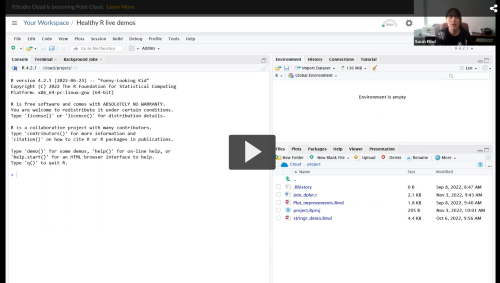 RStudio Cloud is becoming Posit Cloud. Learn More
Your Workspace / Healthy R live demos
File Edit Code View Plots Session Build Debug Profile Tools Help
Go to file/function Addins
R 4.2.1
Console Terminal Background Jobs
R 4.2.1 · /cloud/project/
R version 4.2.1 (2022-06-23) -- "Funny-Looking Kid"
Copyright (C) 2022 The R Foundation for Statistical Computing
Platform: x86_64-pc-linux-gnu (64-bit)
R is free software and comes with ABSOLUTELY NO WARRANTY.
You are welcome to redistribute it under certain conditions.
Type 'license()' or 'licence()' for distribution details.
R is a collaborative project with many contributors.
Type 'contributors()' for more information and
'citation()' on how to cite R or R packages in publications.
Type 'demo()' for some demos, 'help()' for on-line help, or
'help.start()' for an HTML browser interface to help.
Type 'q()' to quit R.
>
Environment History Connections Tutorial
Import Dataset 138 MiB List
R Global Environment
Environment is empty
Files Plots Packages Help Viewer Presentation
New Folder New Blank File Upload Delete Rename More
Cloud project
Name Size Modified
..
.Rhistory 0 B Sep 8, 2022, 8:47 AM
join_dplyr.r 2.1 KB Nov 3, 2022, 9:43 AM
Plot_improvements.Rmd 1.8 KB Sep 8, 2022, 9:40 AM
project.Rproj 205 B Nov 3, 2022, 10:01 AM
strings_demo.Rmd 4.4 KB Oct 6, 2022, 9:56 AM